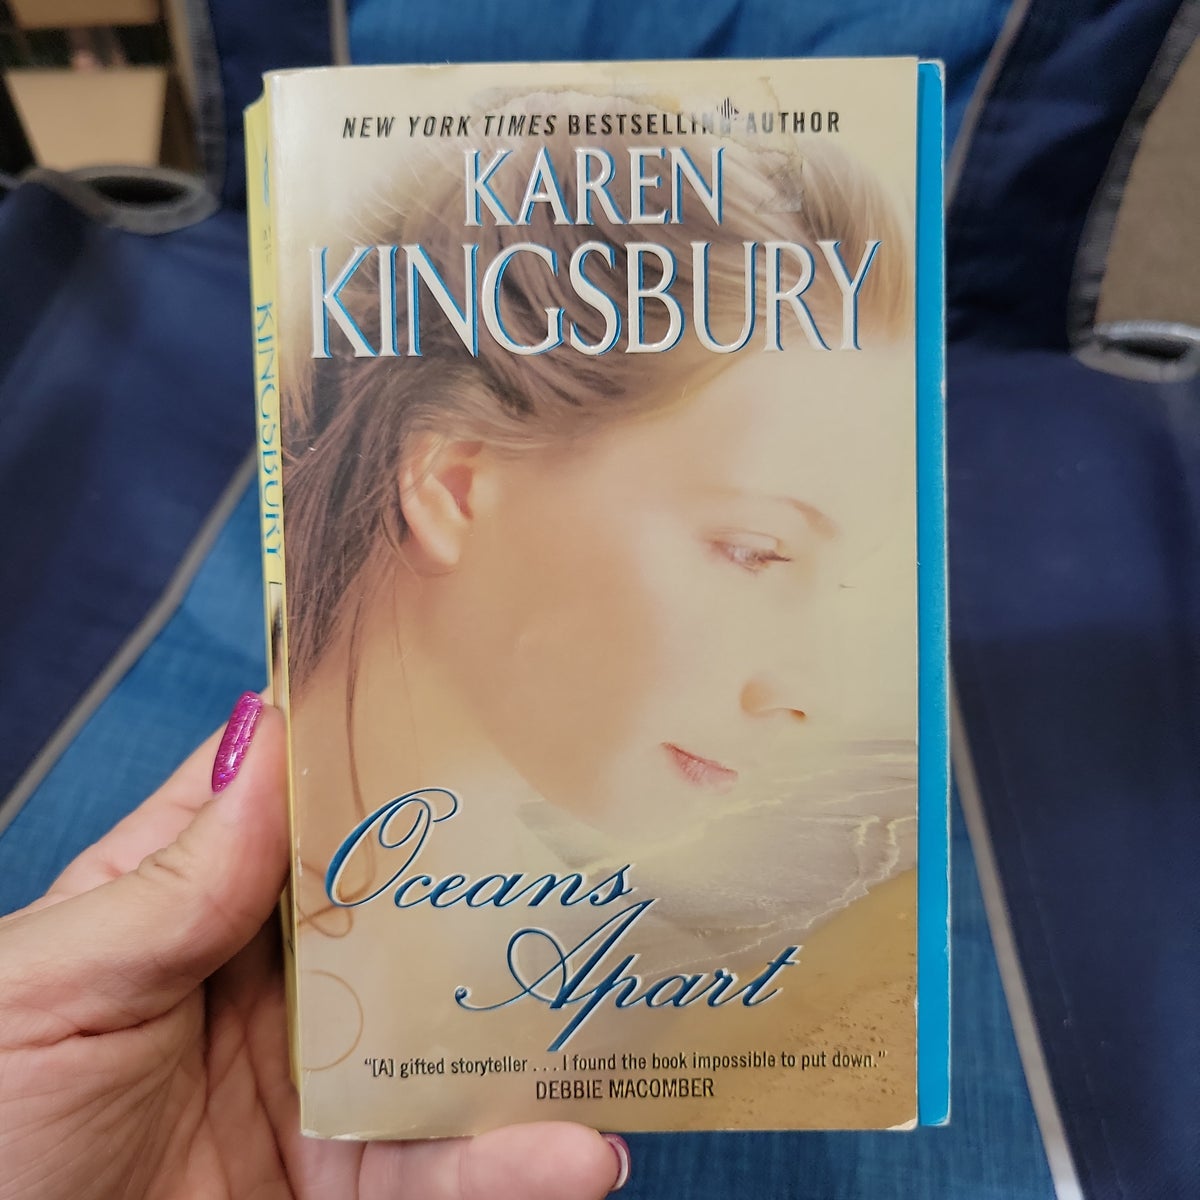 NEW YORK TIMES BESTSELLING AUTHOR
KAREN
KINGSBURY
Oceans
Apart
“[A] gifted storyteller . . . I found the book impossible to put down.”
DEBBIE MACOMBER
KINGSBURY